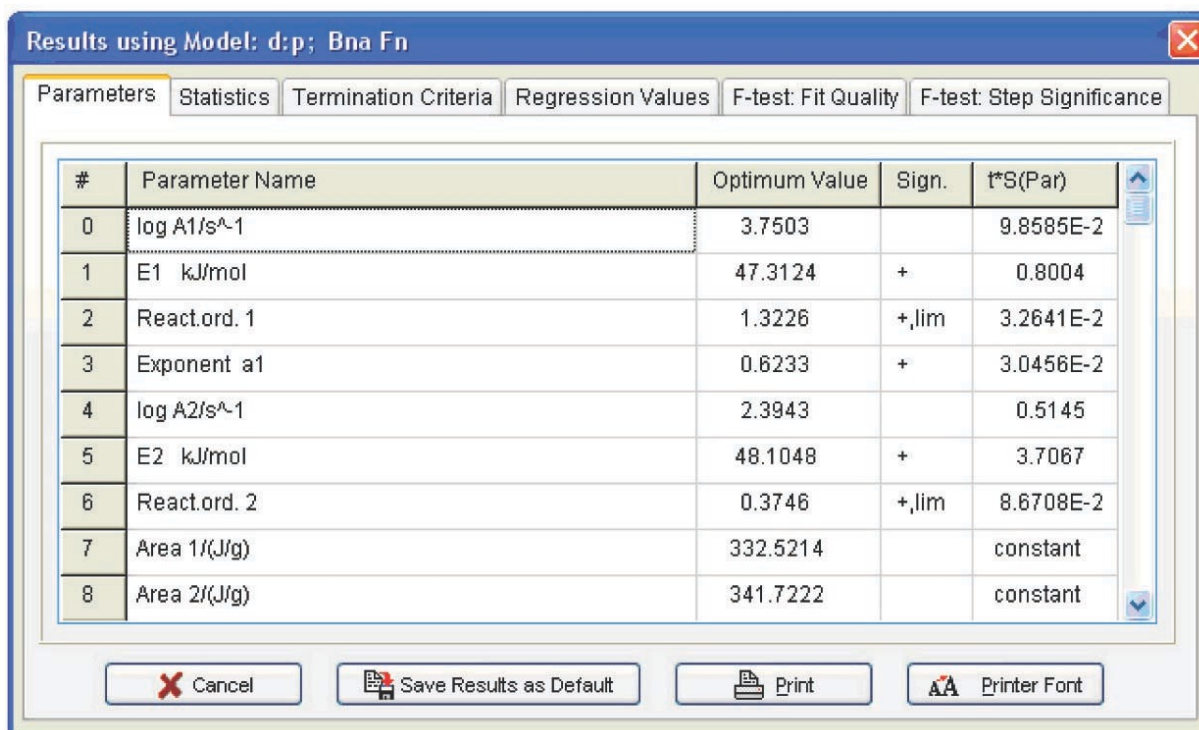 Results using Model: d:p; Bna Fn
Parameters Statistics Termination Criteria Regression Values F-test: Fit Quality F-test: Step Significance
# Parameter Name Optimum Value Sign. t*S(Par)
0 log A1/s^-1 3.7503 9.8585E-2
1 E1 kJ/mol 47.3124 + 0.8004
2 React.ord. 1 1.3226 +,lim 3.2641E-2
3 Exponent a1 0.6233 + 3.0456E-2
4 log A2/s^-1 2.3943 0.5145
5 E2 kJ/mol 48.1048 + 3.7067
6 React.ord. 2 0.3746 +,lim 8.6708E-2
7 Area 1/(J/g) 332.5214 constant
8 Area 2/(J/g) 341.7222 constant
Cancel Save Results as Default Print Printer Font